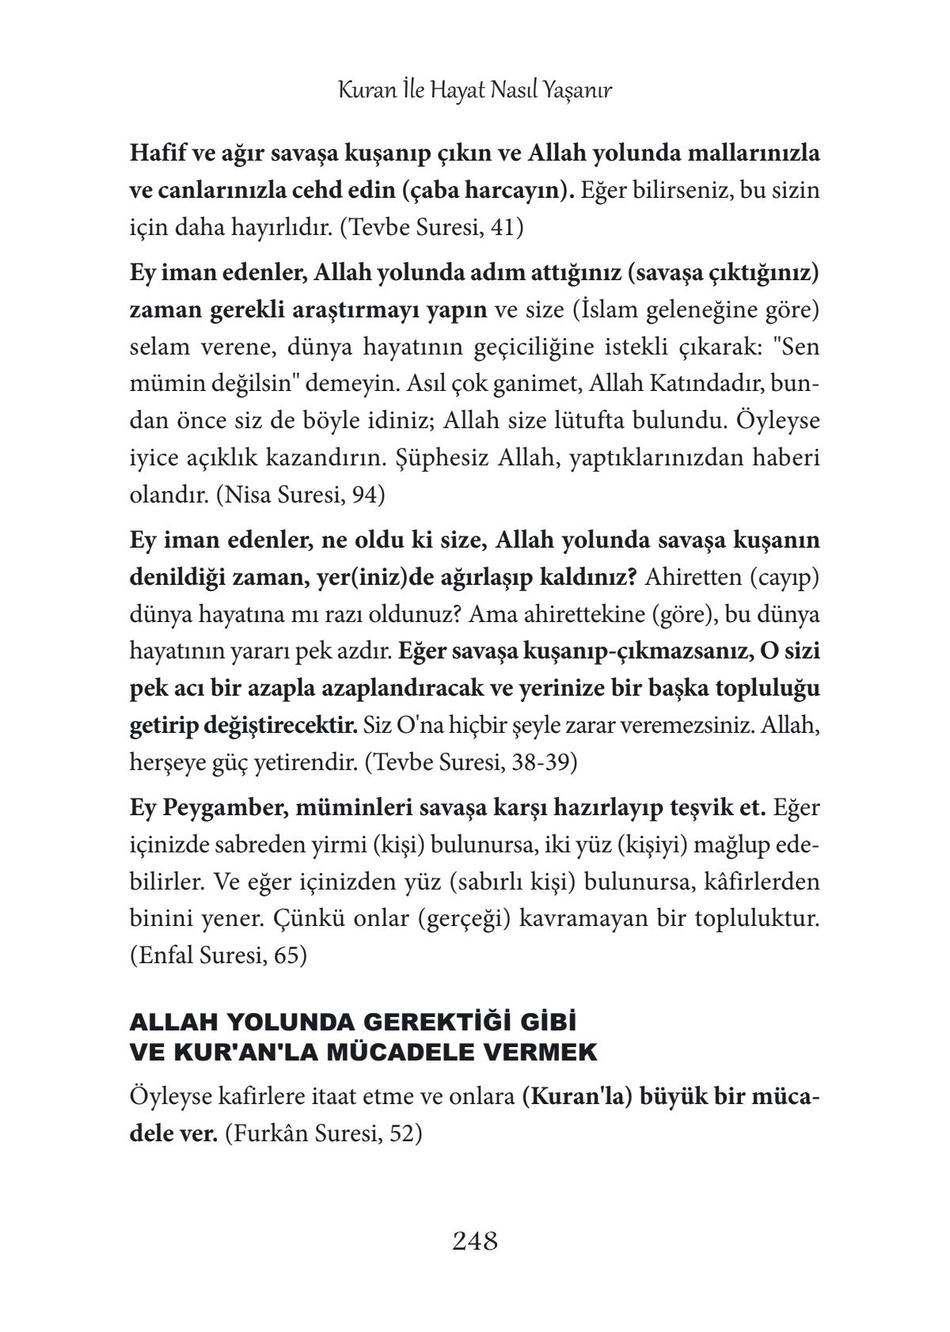 Kuran İle Hayat Nasıl Yaşanır
Hafif ve ağır savaşa kuşanıp çıkın ve Allah yolunda mallarınızla
ve canlarınızla cehd edin (çaba harcayın). Eğer bilirseniz, bu sizin
için daha hayırlıdır. (Tevbe Suresi, 41)
Ey iman edenler, Allah yolunda adım attığınız (savaşa çıktığınız)
zaman gerekli araştırmayı yapın ve size (İslam geleneğine göre)
selam verene, dünya hayatının geçiciliğine istekli çıkarak: "Sen
mümin değilsin" demeyin. Asıl çok ganimet, Allah Katındadır, bun-
dan önce siz de böyle idiniz; Allah size lütufta bulundu. Öyleyse
iyice açıklık kazandırın. Şüphesiz Allah, yaptıklarınızdan haberi
olandır. (Nisa Suresi, 94)
Ey iman edenler, ne oldu ki size, Allah yolunda savaşa kuşanın
denildiği zaman, yer(iniz)de ağırlaşıp kaldınız? Ahiretten (cayıp)
dünya hayatına mı razı oldunuz? Ama ahirettekine (göre), bu dünya
hayatının yararı pek azdır. Eğer savaşa kuşanıp-çıkmazsanız, O sizi
pek acı bir azapla azaplandıracak ve yerinize bir başka topluluğu
getirip değiştirecektir. Siz O'na hiçbir şeyle zarar veremezsiniz. Allah,
herşeye güç yetirendir. (Tevbe Suresi, 38-39)
Ey Peygamber, müminleri savaşa karşı hazırlayıp teşvik et. Eğer
içinizde sabreden yirmi (kişi) bulunursa, iki yüz (kişiyi) mağlup ede-
bilirler. Ve eğer içinizden yüz (sabırlı kişi) bulunursa, kâfirlerden
binini yener. Çünkü onlar (gerçeği) kavramayan bir topluluktur.
(Enfal Suresi, 65)
ALLAH YOLUNDA GEREKTİĞİ GİBİ
VE KUR'AN'LA MÜCADELE VERMEK
Öyleyse kafirlere itaat etme ve onlara (Kuran'la) büyük bir müca-
dele ver. (Furkân Suresi, 52)
248